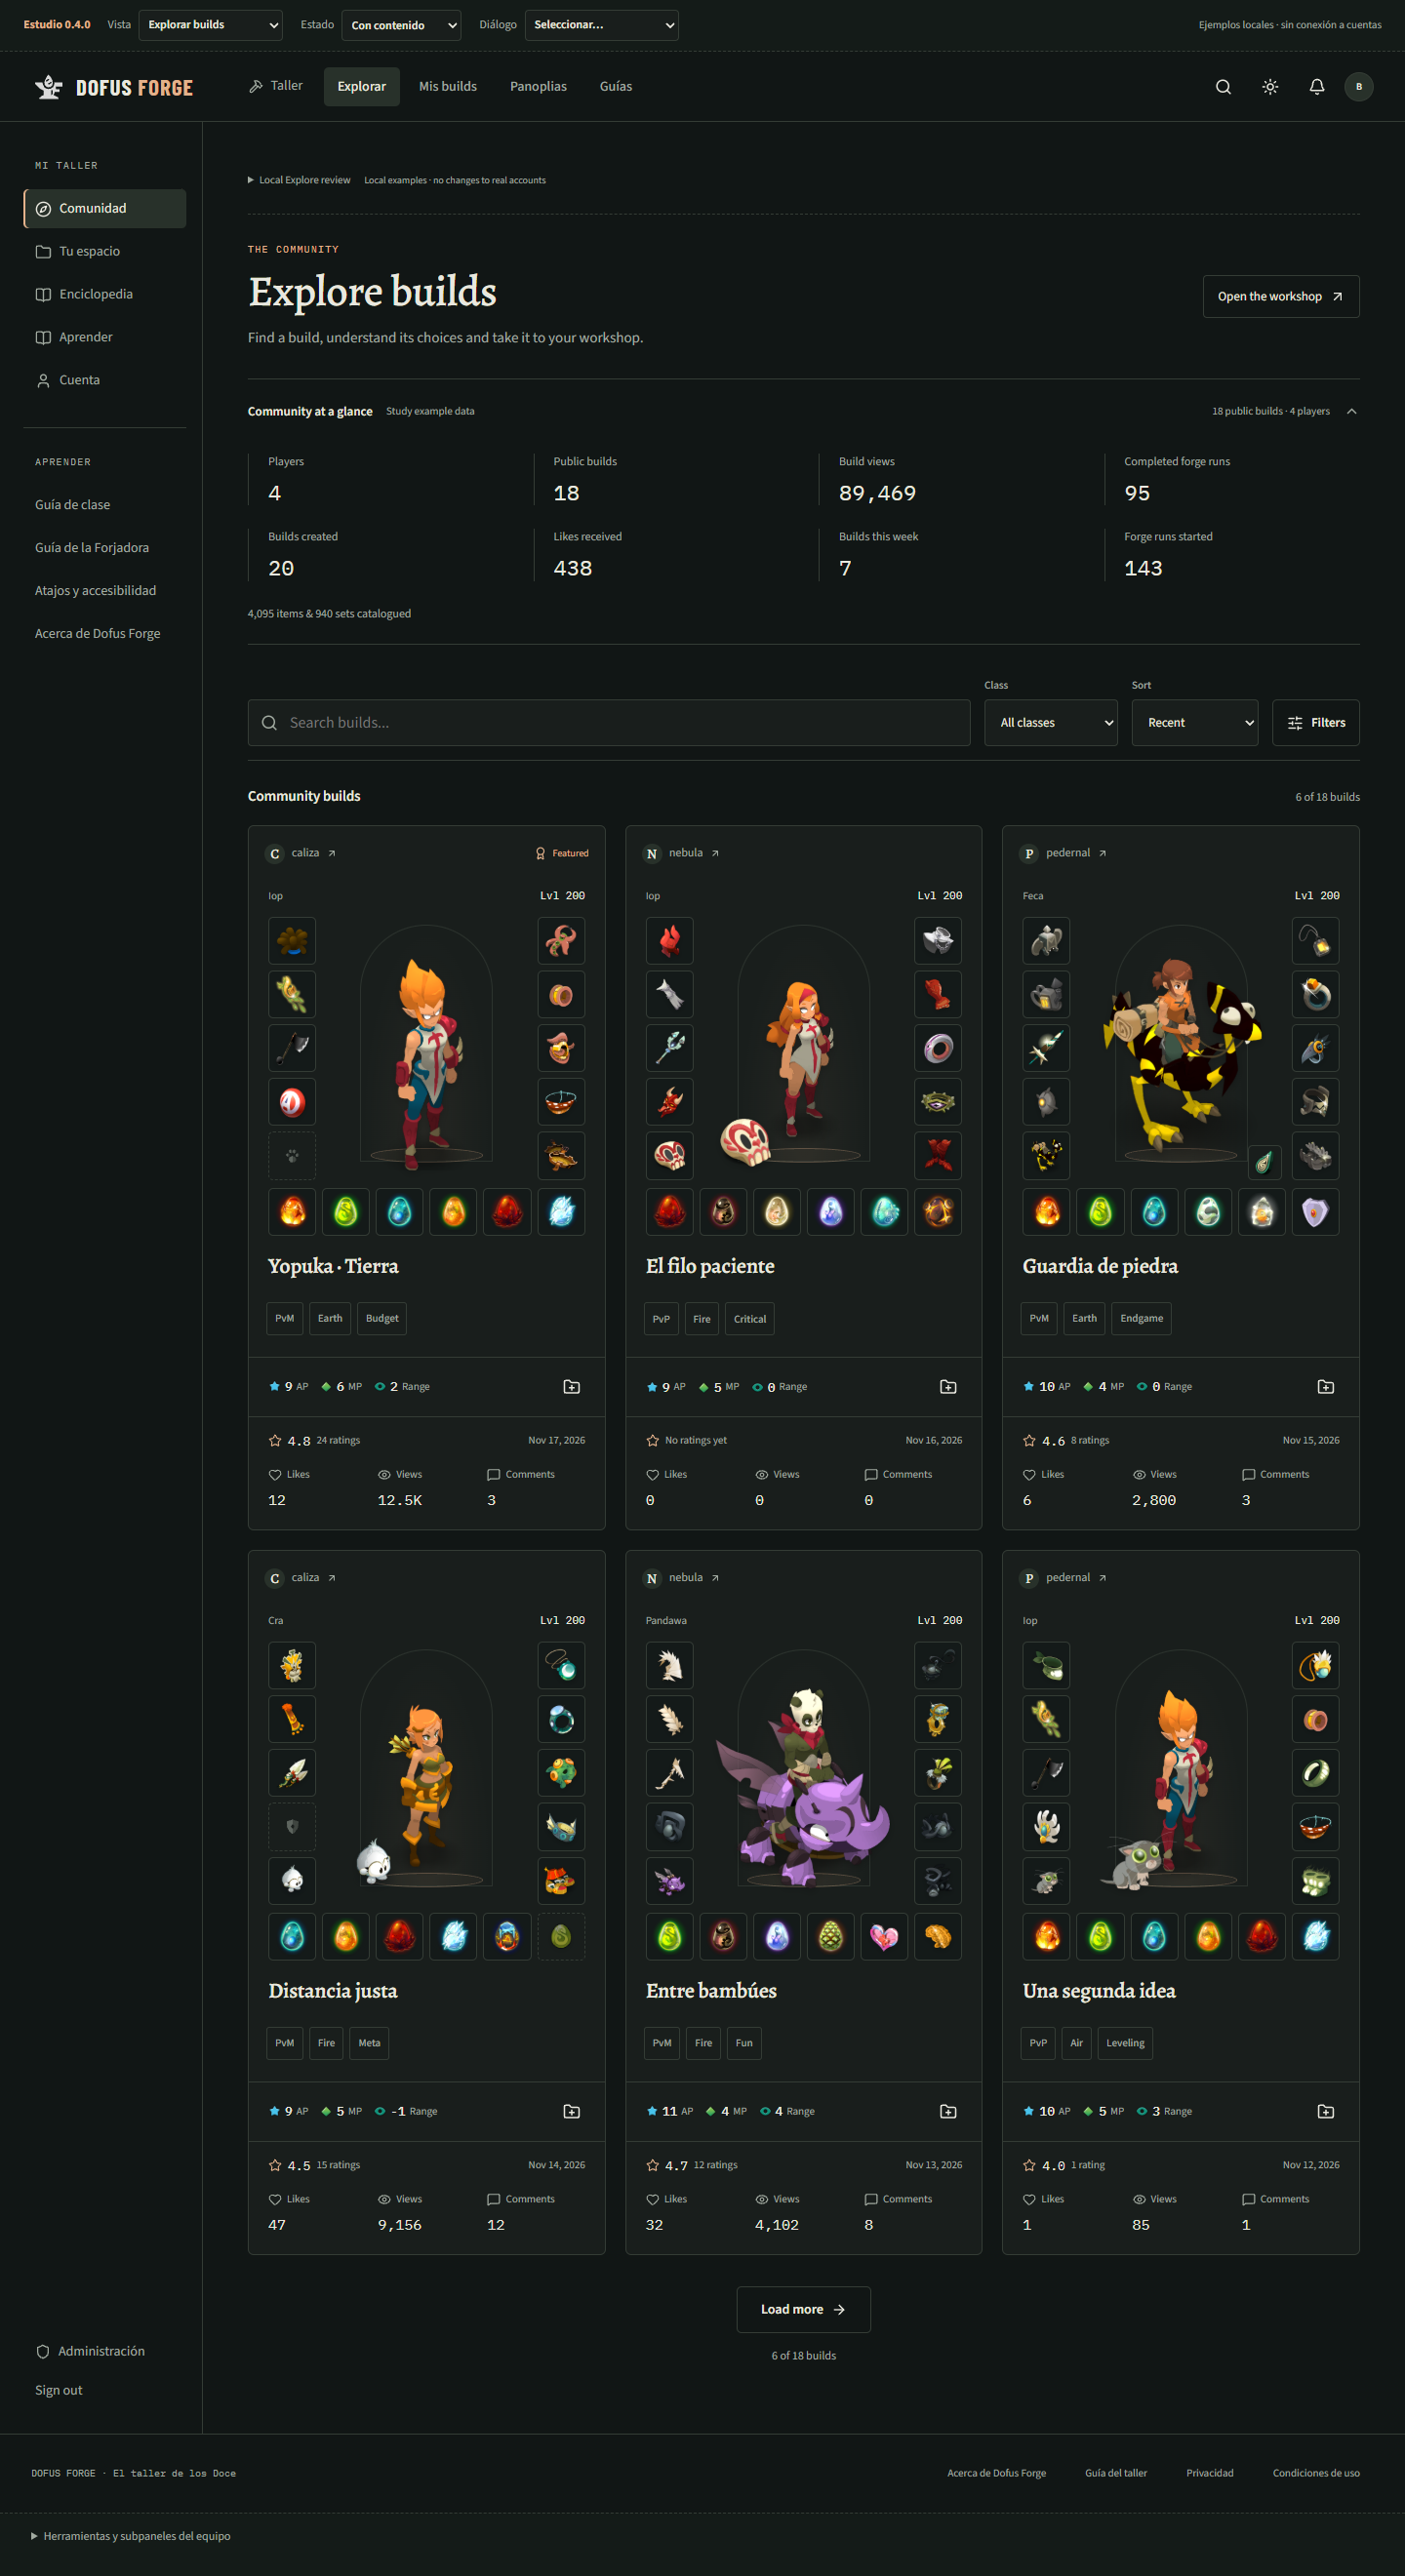 Estudio 0.4.0 Vista Explorar builds Estado Con contenido Diálogo Seleccionar... Ejemplos locales · sin conexión a cuentas
DOFUS FORGE Taller Explorar Mis builds Panoplias Guías B
MI TALLER
Comunidad
Tu espacio
Enciclopedia
Aprender
Cuenta
APRENDER
Guía de clase
Guía de la Forjadora
Atajos y accesibilidad
Acerca de Dofus Forge
Administración
Sign out
Local Explore review Local examples · no changes to real accounts
THE COMMUNITY
Explore builds
Open the workshop
Find a build, understand its choices and take it to your workshop.
Community at a glance Study example data 18 public builds · 4 players
Players Public builds Build views Completed forge runs
4 18 89,469 95
Builds created Likes received Builds this week Forge runs started
20 438 7 143
4,095 items & 940 sets catalogued
Class Sort
Search builds... All classes Recent Filters
Community builds 6 of 18 builds
C caliza Featured
Iop Lvl 200
Yopuka · Tierra
PvM Earth Budget
9 AP 6 MP 2 Range
4.8 24 ratings Nov 17, 2026
Likes Views Comments
12 12.5K 3
N nebula
Iop Lvl 200
El filo paciente
PvP Fire Critical
9 AP 5 MP 0 Range
No ratings yet Nov 16, 2026
Likes Views Comments
0 0 0
P pedernal
Feca Lvl 200
Guardia de piedra
PvM Earth Endgame
10 AP 4 MP 0 Range
4.6 8 ratings Nov 15, 2026
Likes Views Comments
6 2,800 3
C caliza
Cra Lvl 200
Distancia justa
PvM Fire Meta
9 AP 5 MP -1 Range
4.5 15 ratings Nov 14, 2026
Likes Views Comments
47 9,156 12
N nebula
Pandawa Lvl 200
Entre bambúes
PvM Fire Fun
11 AP 4 MP 4 Range
4.7 12 ratings Nov 13, 2026
Likes Views Comments
32 4,102 8
P pedernal
Iop Lvl 200
Una segunda idea
PvP Air Leveling
10 AP 5 MP 3 Range
4.0 1 rating Nov 12, 2026
Likes Views Comments
1 85 1
Load more
6 of 18 builds
DOFUS FORGE · El taller de los Doce Acerca de Dofus Forge Guía del taller Privacidad Condiciones de uso
Herramientas y subpaneles del equipo